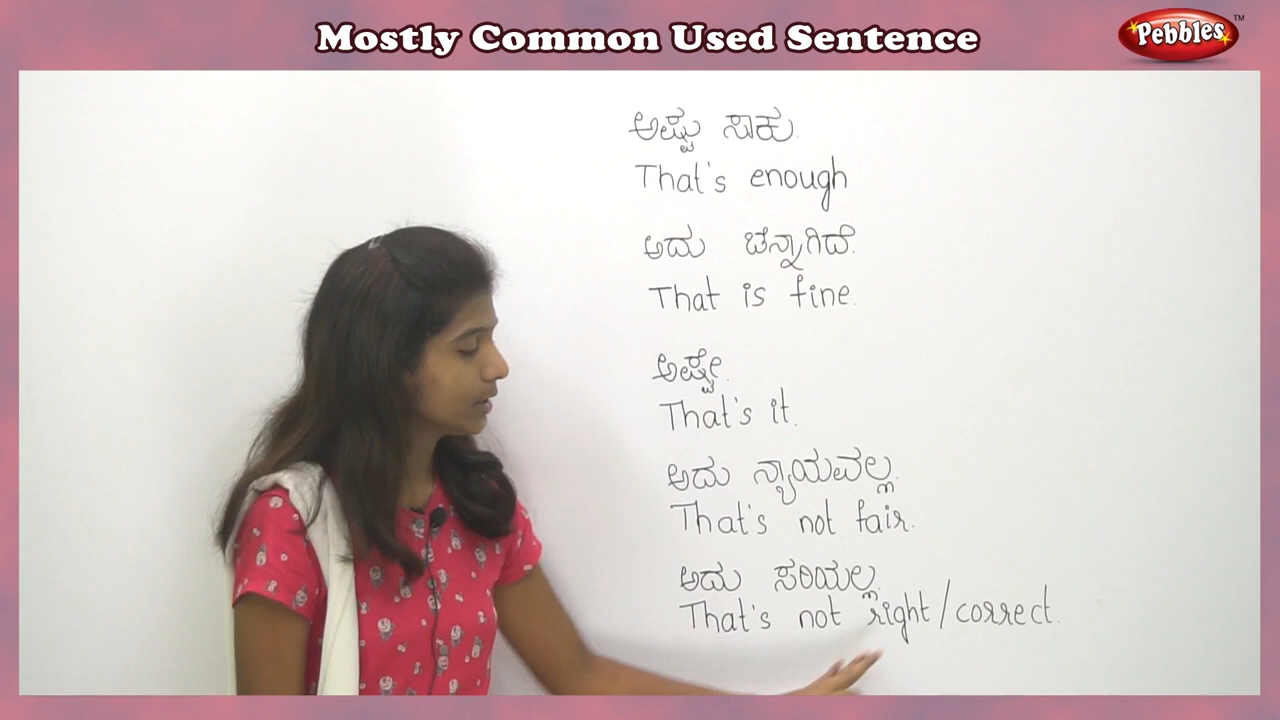 Mostly Common Used Sentence
Pebbles™
ಅಷ್ಟು ಸಾಕು.
That's enough
ಅದು ಚೆನ್ನಾಗಿದೆ.
That is fine.
ಅಷ್ಟೇ.
That's it.
ಅದು ನ್ಯಾಯವಲ್ಲ.
That's not fair.
ಅದು ಸರಿಯಲ್ಲ.
That's not right/correct.